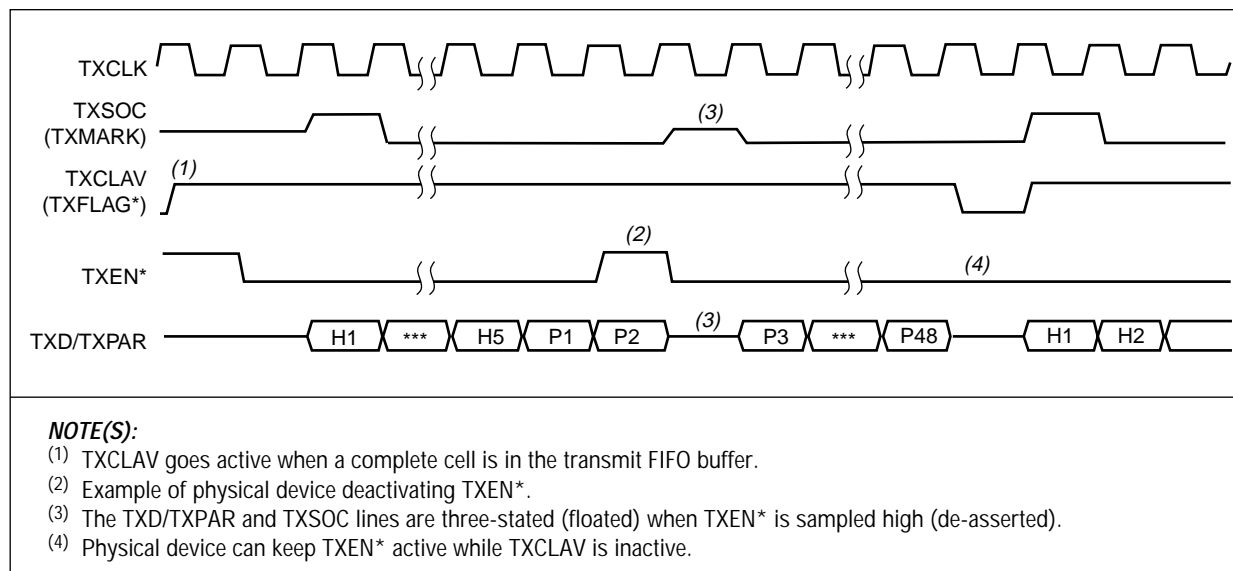 TXCLK
TXSOC
(TXMARK)
(3)
TXCLAV
(TXFLAG*)
(1)
TXEN*
(2)
(4)
TXD/TXPAR
H1 *** H5 P1 P2 (3) P3 *** P48 H1 H2
NOTE(S):
(1) TXCLAV goes active when a complete cell is in the transmit FIFO buffer.
(2) Example of physical device deactivating TXEN*.
(3) The TXD/TXPAR and TXSOC lines are three-stated (floated) when TXEN* is sampled high (de-asserted).
(4) Physical device can keep TXEN* active while TXCLAV is inactive.